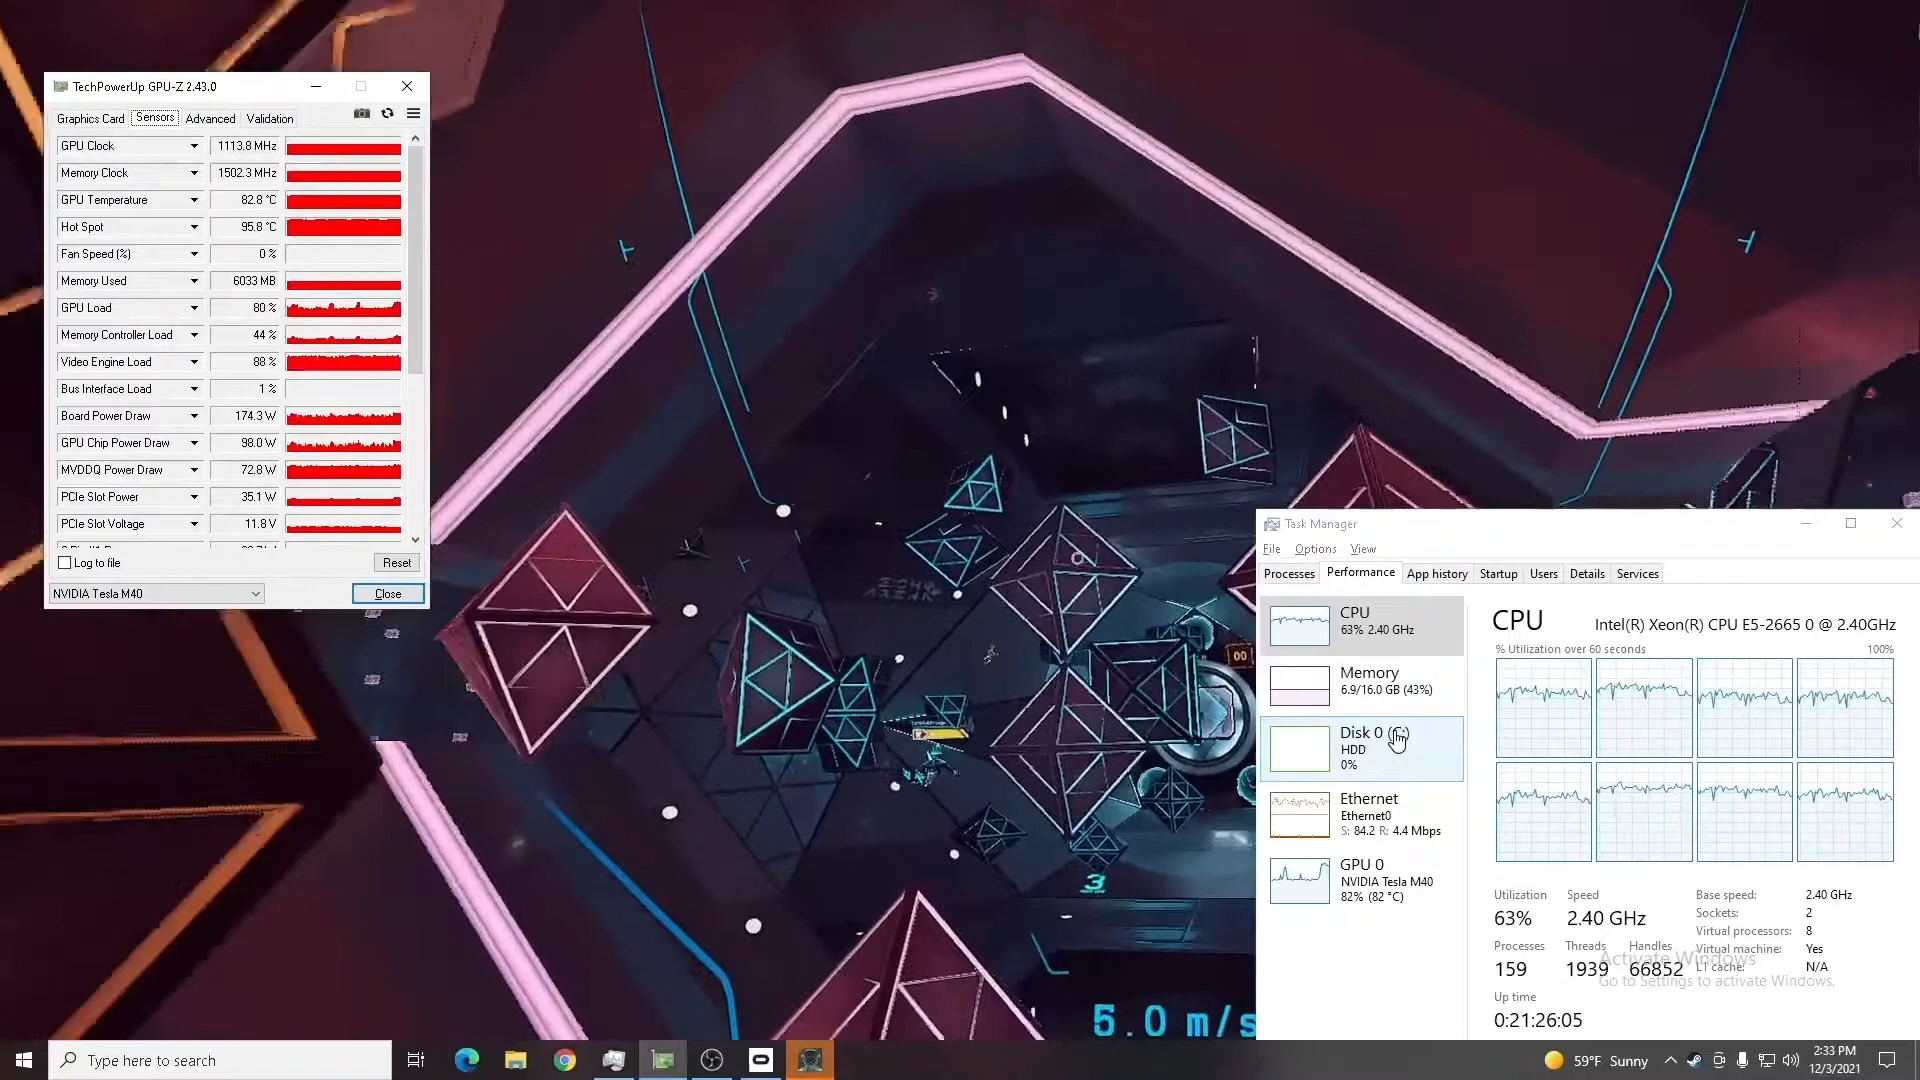 TechPowerUp GPU-Z 2.43.0
Graphics Card Sensors Advanced Validation
GPU Clock 1113.8 MHz
Memory Clock 1502.3 MHz
GPU Temperature 82.8 °C
Hot Spot 95.8 °C
Fan Speed (%) 0 %
Memory Used 6033 MB
GPU Load 80 %
Memory Controller Load 44 %
Video Engine Load 88 %
Bus Interface Load 1 %
Board Power Draw 174.3 W
GPU Chip Power Draw 98.0 W
MVDDQ Power Draw 72.8 W
PCIe Slot Power 35.1 W
PCIe Slot Voltage 11.8 V
Log to file Reset
NVIDIA Tesla M40 Close
3
00
5.0 m/s
Task Manager
File Options View
Processes Performance App history Startup Users Details Services
CPU
63% 2.40 GHz
Memory
6.9/16.0 GB (43%)
Disk 0
HDD
0%
Ethernet
Ethernet0
S: 84.2 R: 4.4 Mbps
GPU 0
NVIDIA Tesla M40
82% (82 °C)
CPU Intel(R) Xeon(R) CPU E5-2665 0 @ 2.40GHz
% Utilization over 60 seconds 100%
Utilization Speed
63% 2.40 GHz
Processes Threads Handles
159 1939 66852
Up time
0:21:26:05
Base speed: 2.40 GHz
Sockets: 2
Virtual processors: 8
Virtual machine: Yes
L1 cache: N/A
Activate Windows
Go to Settings to activate Windows.
Type here to search
59°F Sunny
2:33 PM
12/3/2021